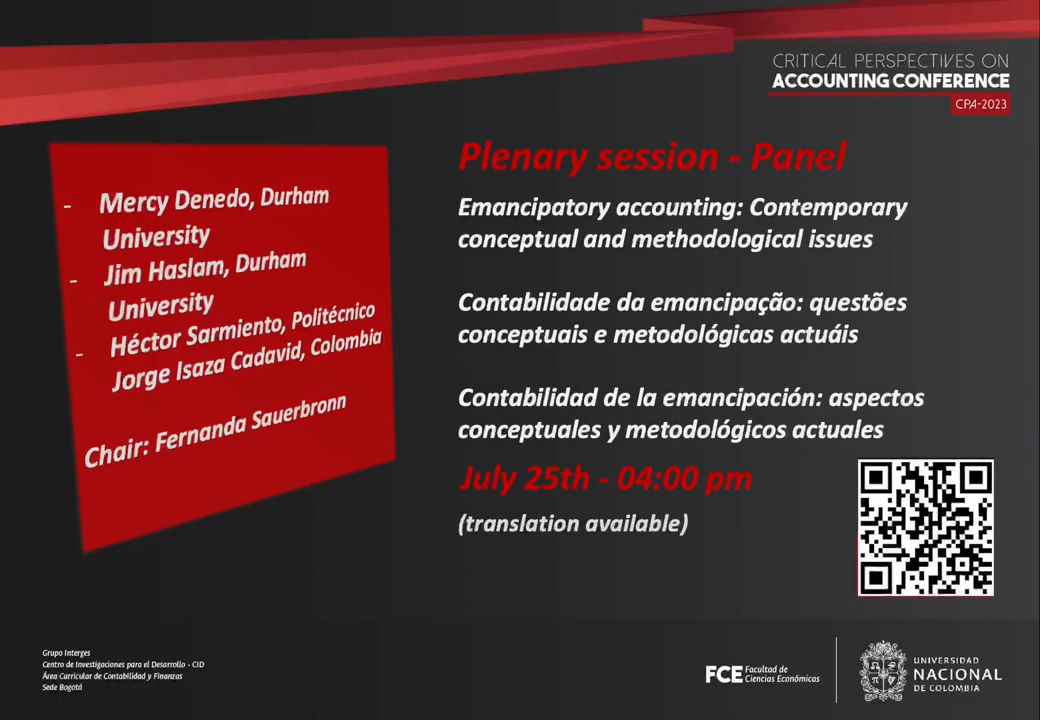 CRITICAL PERSPECTIVES ON
ACCOUNTING CONFERENCE
CPA-2023
- Mercy Denedo, Durham
University
- Jim Haslam, Durham
University
- Héctor Sarmiento, Politécnico
Jorge Isaza Cadavid, Colombia
Chair: Fernanda Sauerbronn
Plenary session - Panel
Emancipatory accounting: Contemporary
conceptual and methodological issues
Contabilidade da emancipação: questões
conceptuais e metodológicas actuáis
Contabilidad de la emancipación: aspectos
conceptuales y metodológicos actuales
July 25th - 04:00 pm
(translation available)
Grupo Interges
Centro de Investigaciones para el Desarrollo - CID
Área Curricular de Contabilidad y Finanzas
Sede Bogotá
FCE Facultad de
Ciencias Económicas
UNIVERSIDAD
NACIONAL
DE COLOMBIA